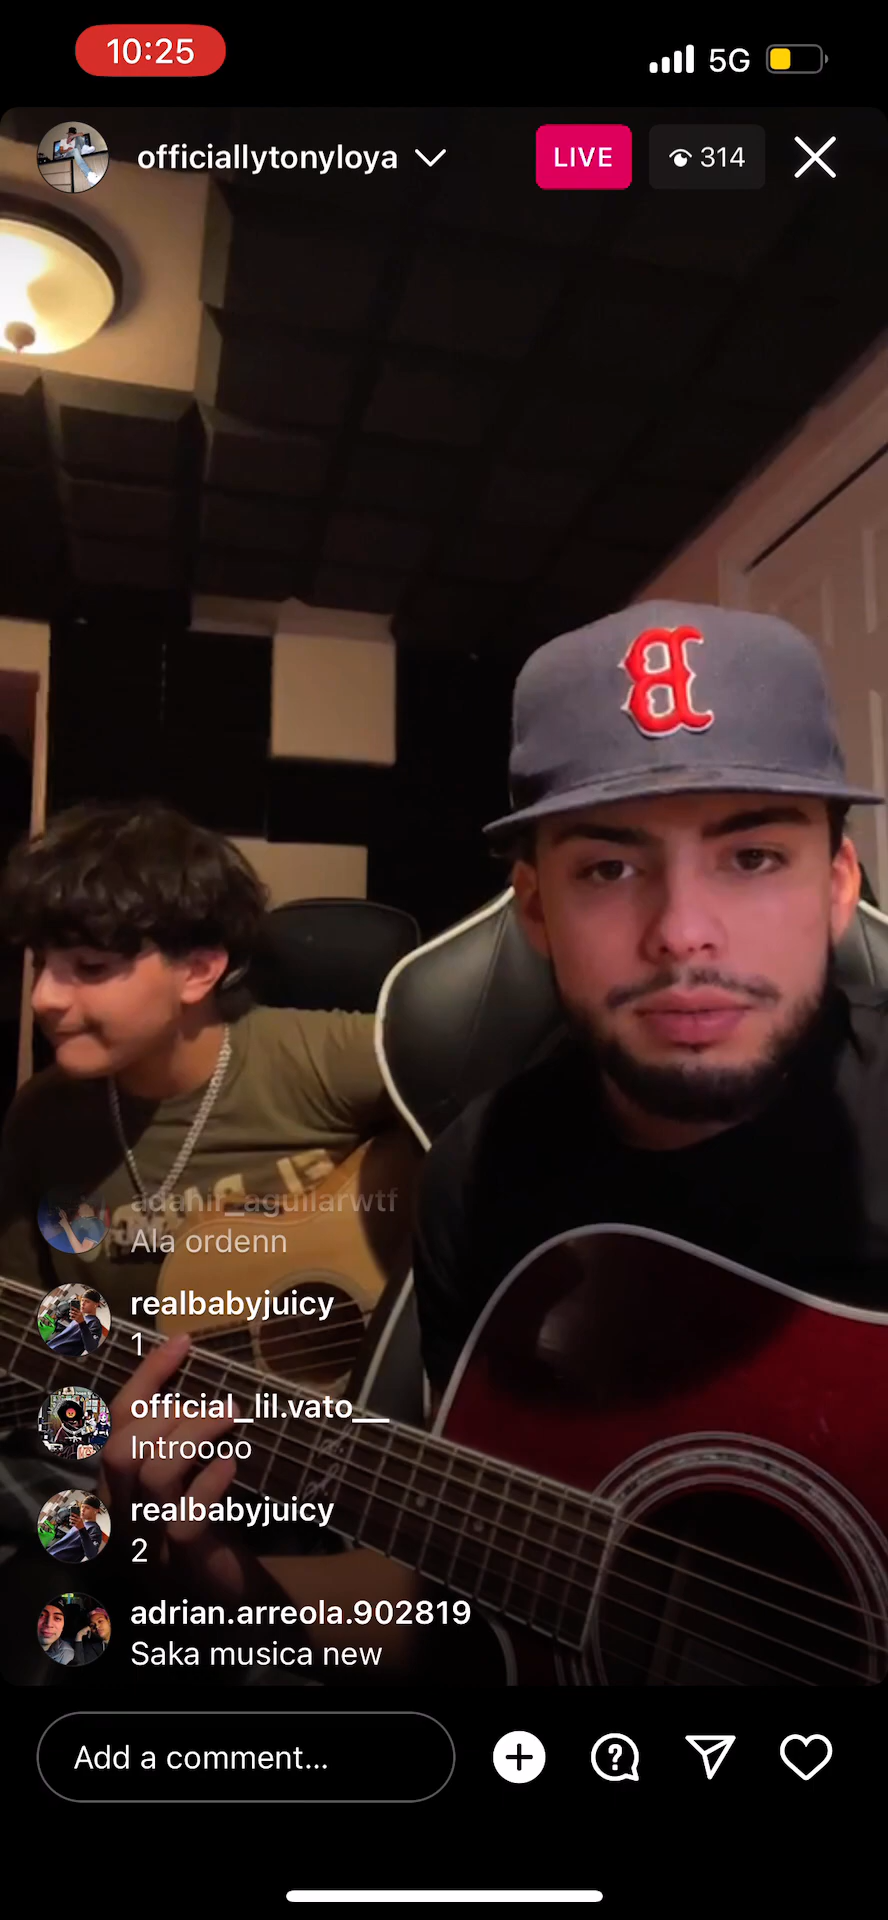 10:25
5G
officiallytonyloya
LIVE
314
B
adahir_aguilarwtf
Ala ordenn
realbabyjuicy
1
official_lil.vato__
Introooo
realbabyjuicy
2
adrian.arreola.902819
Saka musica new
Add a comment...